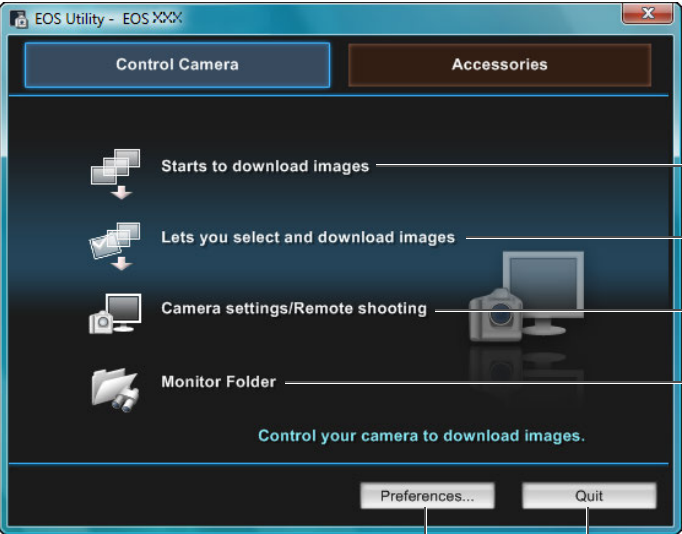 EOS Utility - EOS XXX
Control Camera
Accessories
Starts to download images
Lets you select and download images
Camera settings/Remote shooting
Monitor Folder
Control your camera to download images.
Preferences...
Quit